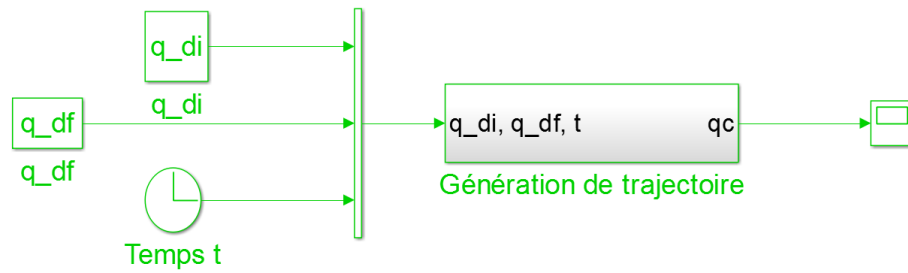 q_di
q_di
q_df
q_df
Temps t
q_di, q_df, t
qc
Génération de trajectoire